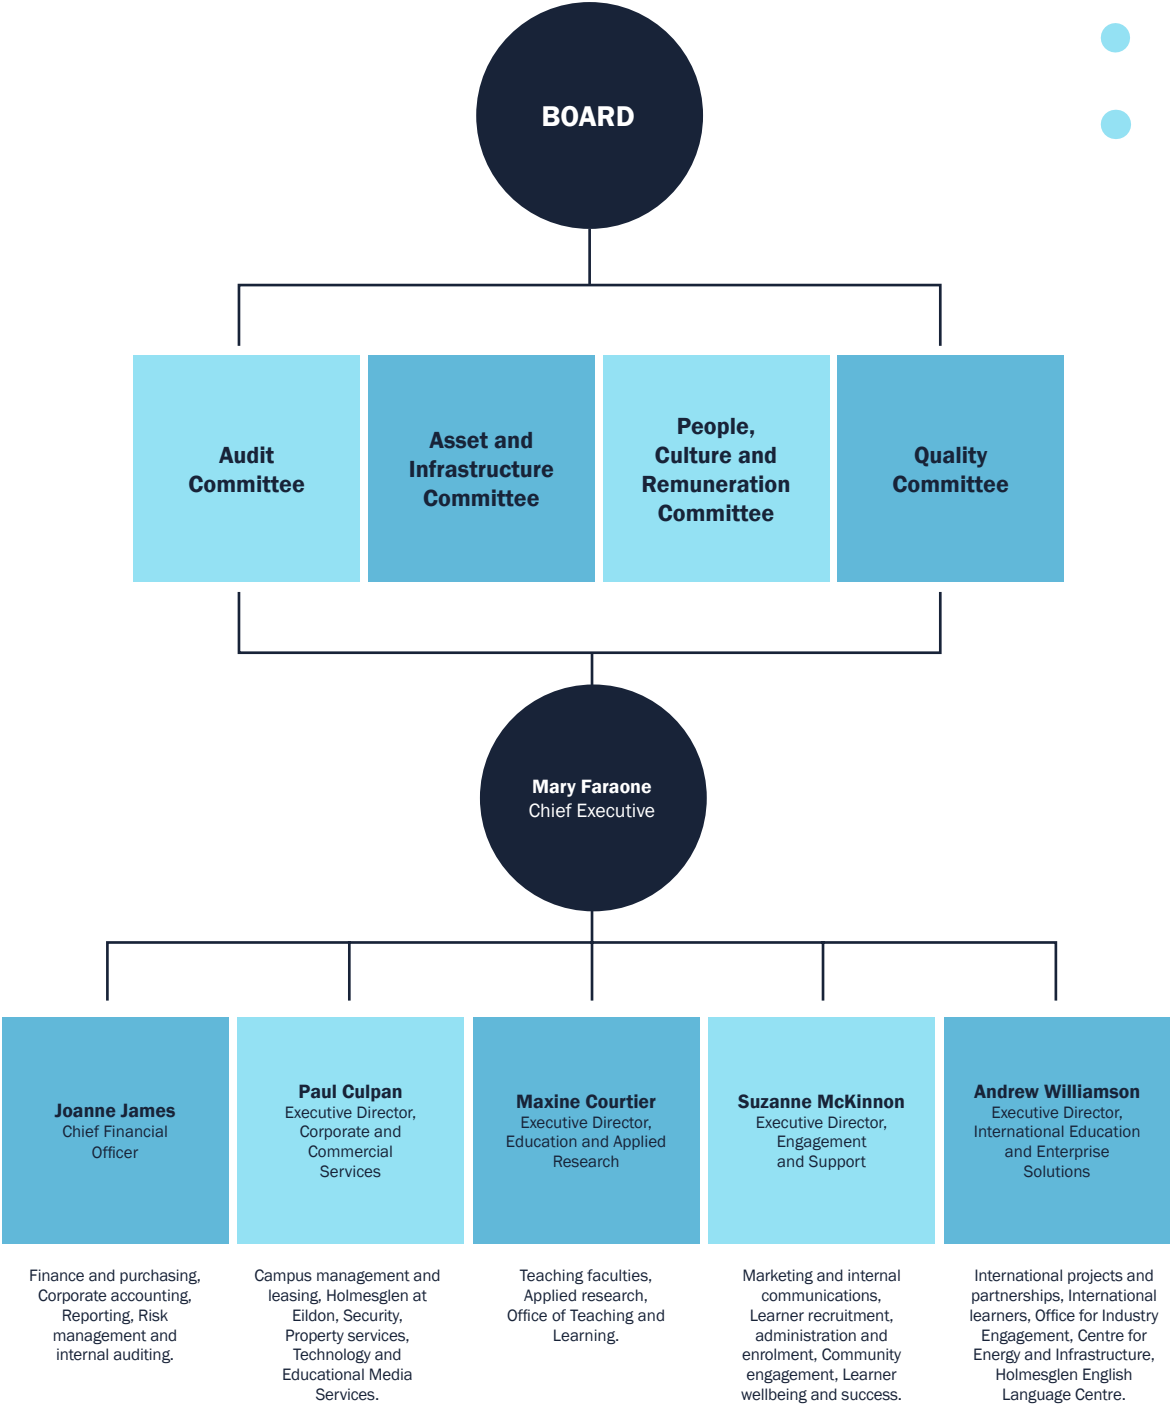 BOARD
Audit
Committee
Asset and
Infrastructure
Committee
People,
Culture and
Remuneration
Committee
Quality
Committee
Mary Faraone
Chief Executive
Joanne James
Chief Financial
Officer
Paul Culpan
Executive Director,
Corporate and
Commercial
Services
Maxine Courtier
Executive Director,
Education and Applied
Research
Suzanne McKinnon
Executive Director,
Engagement
and Support
Andrew Williamson
Executive Director,
International Education
and Enterprise
Solutions
Finance and purchasing,
Corporate accounting,
Reporting, Risk
management and
internal auditing.
Campus management and
leasing, Holmesglen at
Eildon, Security,
Property services,
Technology and
Educational Media
Services.
Teaching faculties,
Applied research,
Office of Teaching and
Learning.
Marketing and internal
communications,
Learner recruitment,
administration and
enrolment, Community
engagement, Learner
wellbeing and success.
International projects and
partnerships, International
learners, Office for Industry
Engagement, Centre for
Energy and Infrastructure,
Holmesglen English
Language Centre.